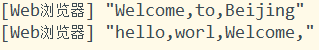 [Web浏览器] "Welcome,to,Beijing"
[Web浏览器] "hello,worl,Welcome,"